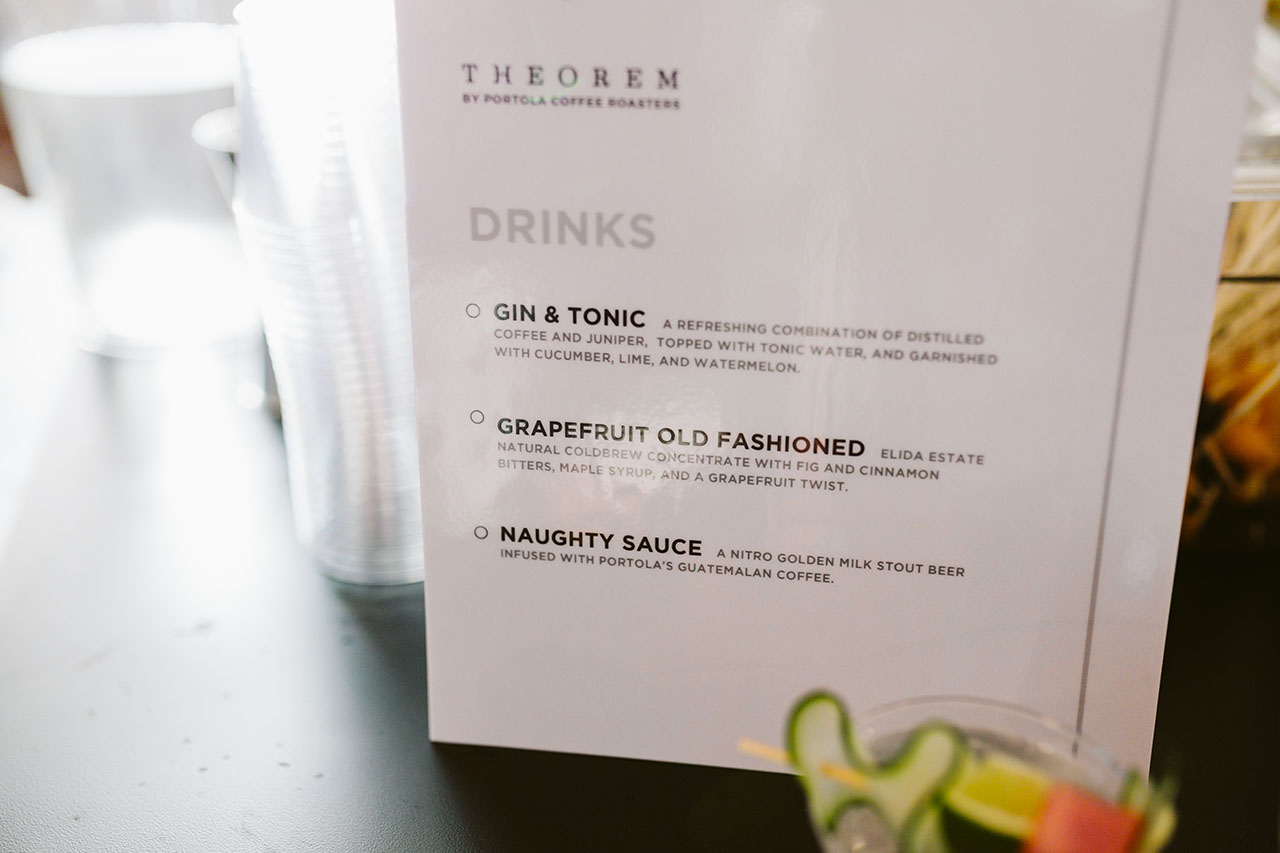 THEOREM
BY PORTOLA COFFEE ROASTERS
DRINKS
GIN & TONIC A REFRESHING COMBINATION OF DISTILLED
COFFEE AND JUNIPER, TOPPED WITH TONIC WATER, AND GARNISHED
WITH CUCUMBER, LIME, AND WATERMELON.
GRAPEFRUIT OLD FASHIONED ELIDA ESTATE
NATURAL COLDBREW CONCENTRATE WITH FIG AND CINNAMON
BITTERS, MAPLE SYRUP, AND A GRAPEFRUIT TWIST.
NAUGHTY SAUCE A NITRO GOLDEN MILK STOUT BEER
INFUSED WITH PORTOLA'S GUATEMALAN COFFEE.